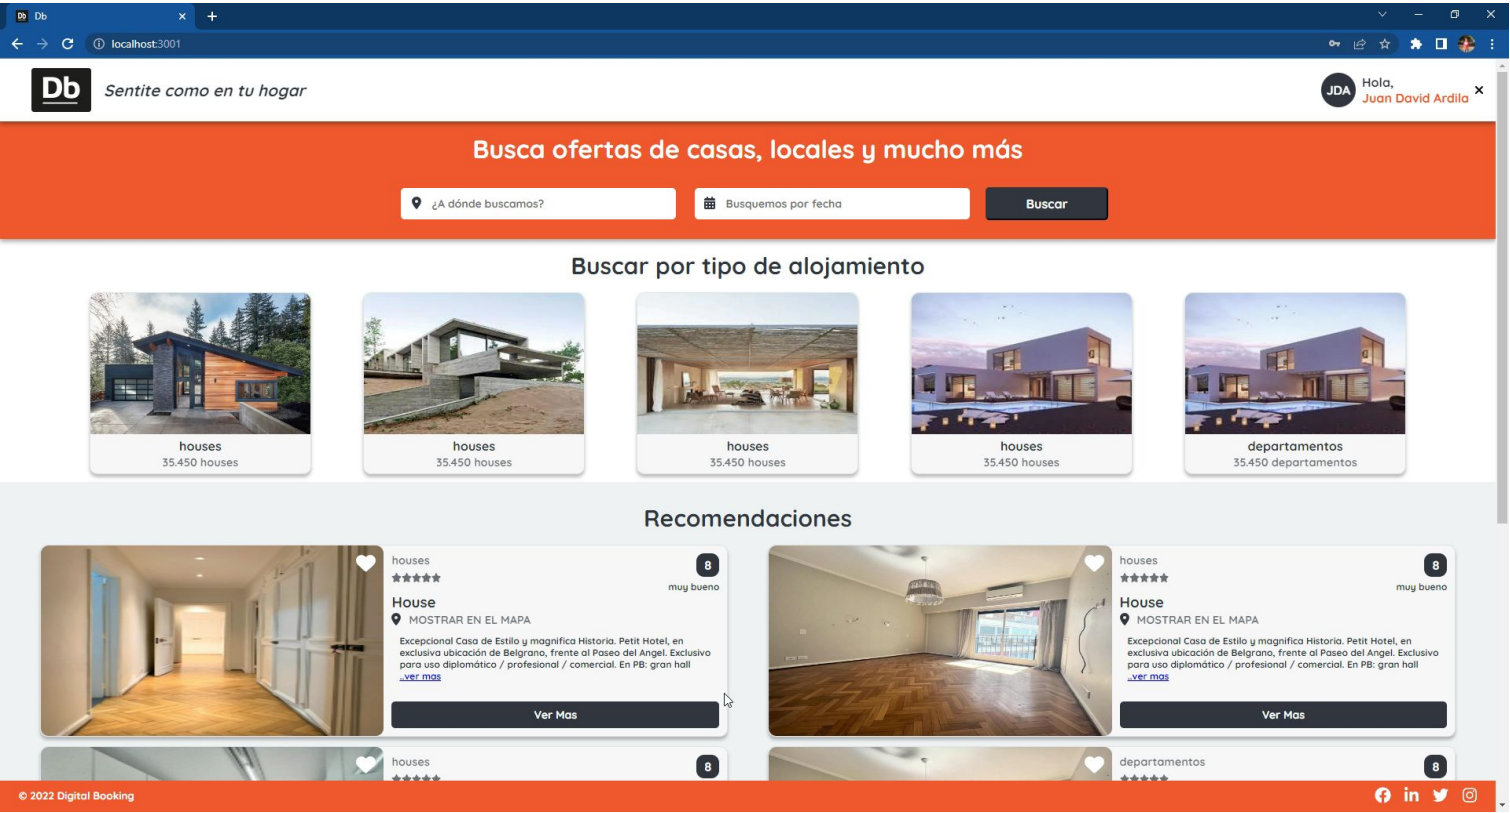 Db Db
localhost:3001
Db Sentite como en tu hogar
JDA Hola,
Juan David Ardila
Busca ofertas de casas, locales y mucho más
¿A dónde buscamos? Busquemos por fecha Buscar
Buscar por tipo de alojamiento
houses
35.450 houses
houses
35.450 houses
houses
35.450 houses
houses
35.450 houses
departamentos
35.450 departamentos
Recomendaciones
houses
8
muy bueno
House
MOSTRAR EN EL MAPA
Excepcional Casa de Estilo y magnifica Historia. Petit Hotel, en
exclusiva ubicación de Belgrano, frente al Paseo del Angel. Exclusivo
para uso diplomático / profesional / comercial. En PB: gran hall
..ver mas
Ver Mas
houses
8
muy bueno
House
MOSTRAR EN EL MAPA
Excepcional Casa de Estilo y magnifica Historia. Petit Hotel, en
exclusiva ubicación de Belgrano, frente al Paseo del Angel. Exclusivo
para uso diplomático / profesional / comercial. En PB: gran hall
..ver mas
Ver Mas
houses
8
departamentos
8
© 2022 Digital Booking